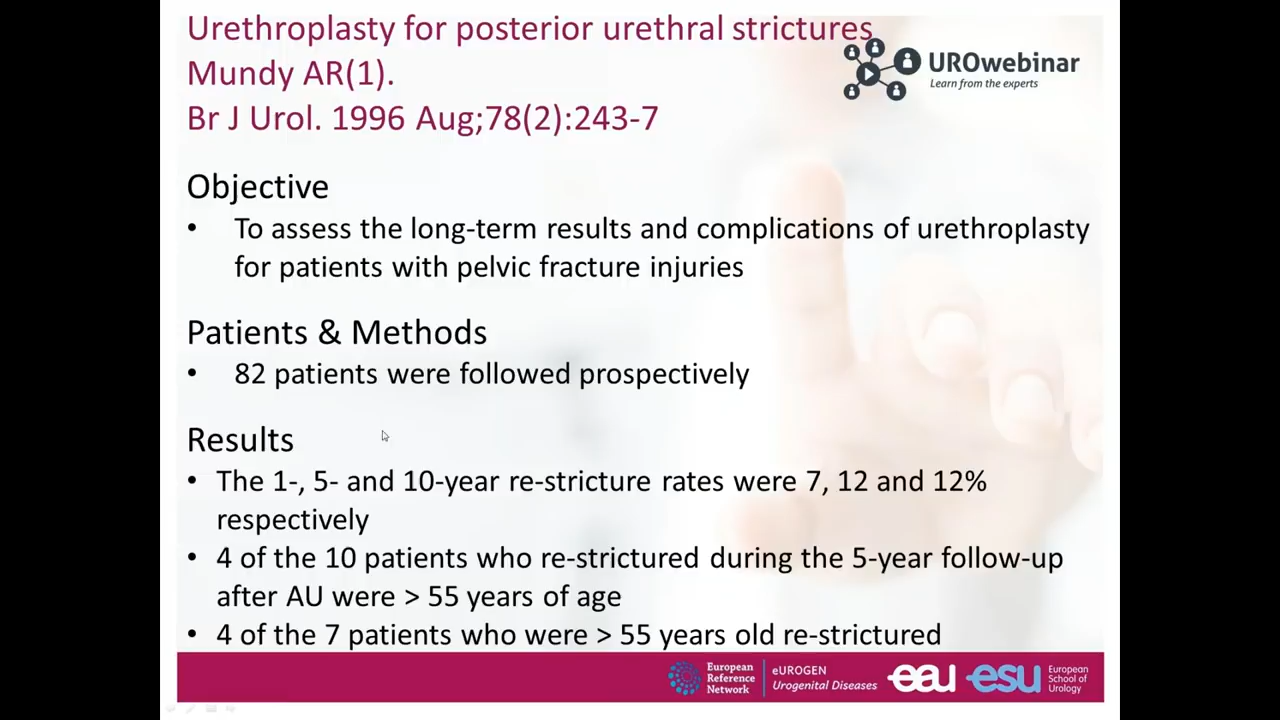 Urethroplasty for posterior urethral strictures
Mundy AR(1).
Br J Urol. 1996 Aug;78(2):243-7
UROwebinar
Learn from the experts
Objective
• To assess the long-term results and complications of urethroplasty
for patients with pelvic fracture injuries
Patients & Methods
• 82 patients were followed prospectively
Results
• The 1-, 5- and 10-year re-stricture rates were 7, 12 and 12%
respectively
• 4 of the 10 patients who re-strictured during the 5-year follow-up
after AU were > 55 years of age
• 4 of the 7 patients who were > 55 years old re-strictured
European
Reference
Network
eUROGEN
Urogenital Diseases
eau
esu
European
School of
Urology